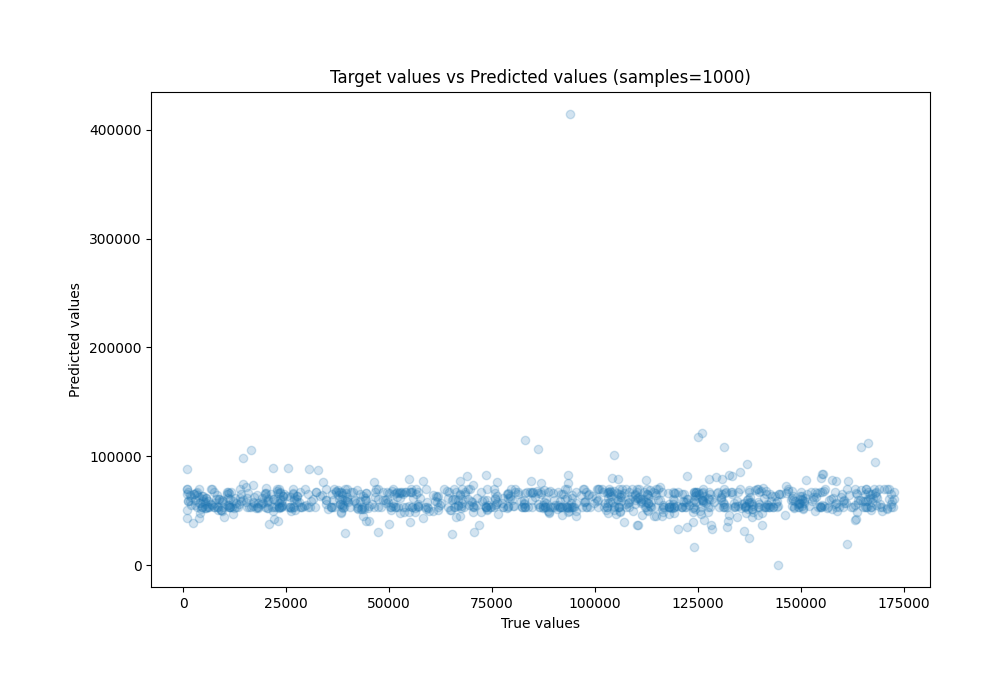 Target values vs Predicted values (samples=1000)
400000
300000
200000
100000
0
Predicted values
0 25000 50000 75000 100000 125000 150000 175000
True values